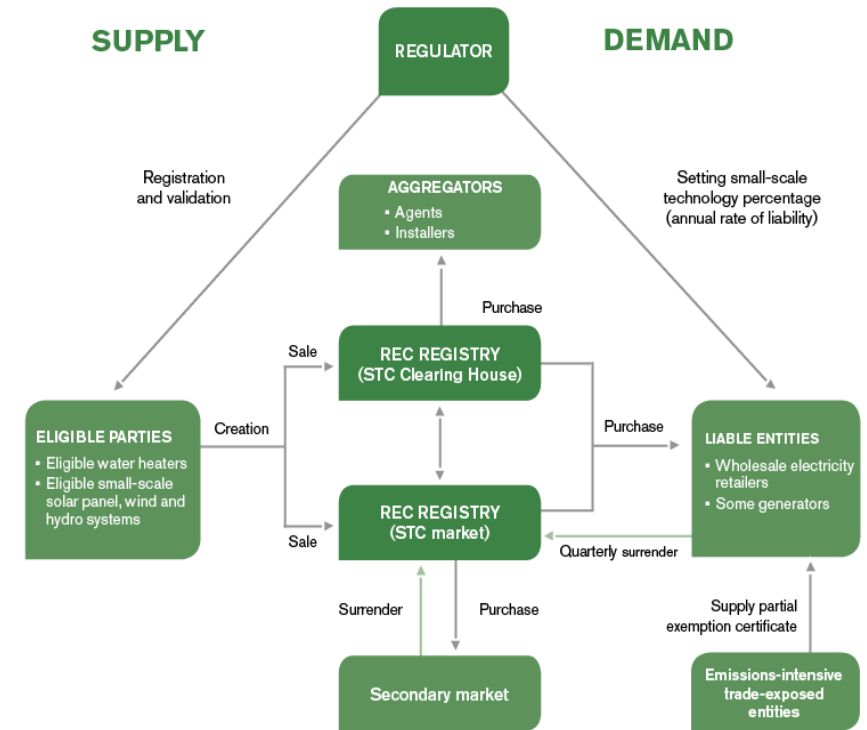 SUPPLY
REGULATOR
DEMAND
Registration
and validation
AGGREGATORS
▪ Agents
▪ Installers
Setting small-scale
technology percentage
(annual rate of liability)
Purchase
Sale
REC REGISTRY
(STC Clearing House)
ELIGIBLE PARTIES
▪ Eligible water heaters
▪ Eligible small-scale
solar panel, wind and
hydro systems
Creation
Purchase
LIABLE ENTITIES
▪ Wholesale electricity
retailers
▪ Some generators
Sale
REC REGISTRY
(STC market)
Quarterly surrender
Surrender
Purchase
Supply partial
exemption certificate
Secondary market
Emissions-intensive
trade-exposed
entities